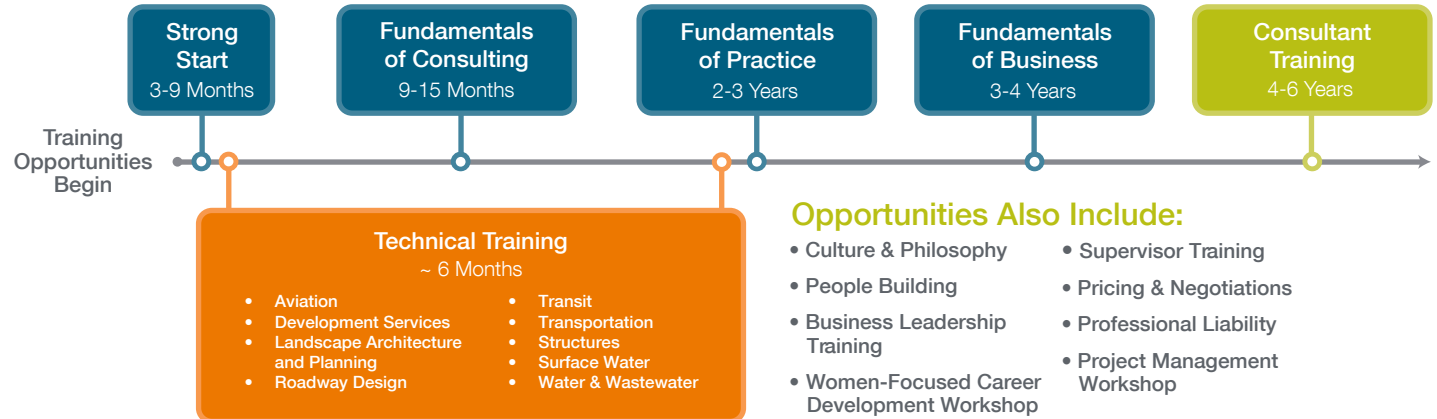 Strong
Start
3-9 Months
Fundamentals
of Consulting
9-15 Months
Fundamentals
of Practice
2-3 Years
Fundamentals
of Business
3-4 Years
Consultant
Training
4-6 Years
Training
Opportunities
Begin
Technical Training
~ 6 Months
• Aviation
• Development Services
• Landscape Architecture
and Planning
• Roadway Design
• Transit
• Transportation
• Structures
• Surface Water
• Water & Wastewater
Opportunities Also Include:
• Culture & Philosophy
• People Building
• Business Leadership
Training
• Women-Focused Career
Development Workshop
• Supervisor Training
• Pricing & Negotiations
• Professional Liability
• Project Management
Workshop